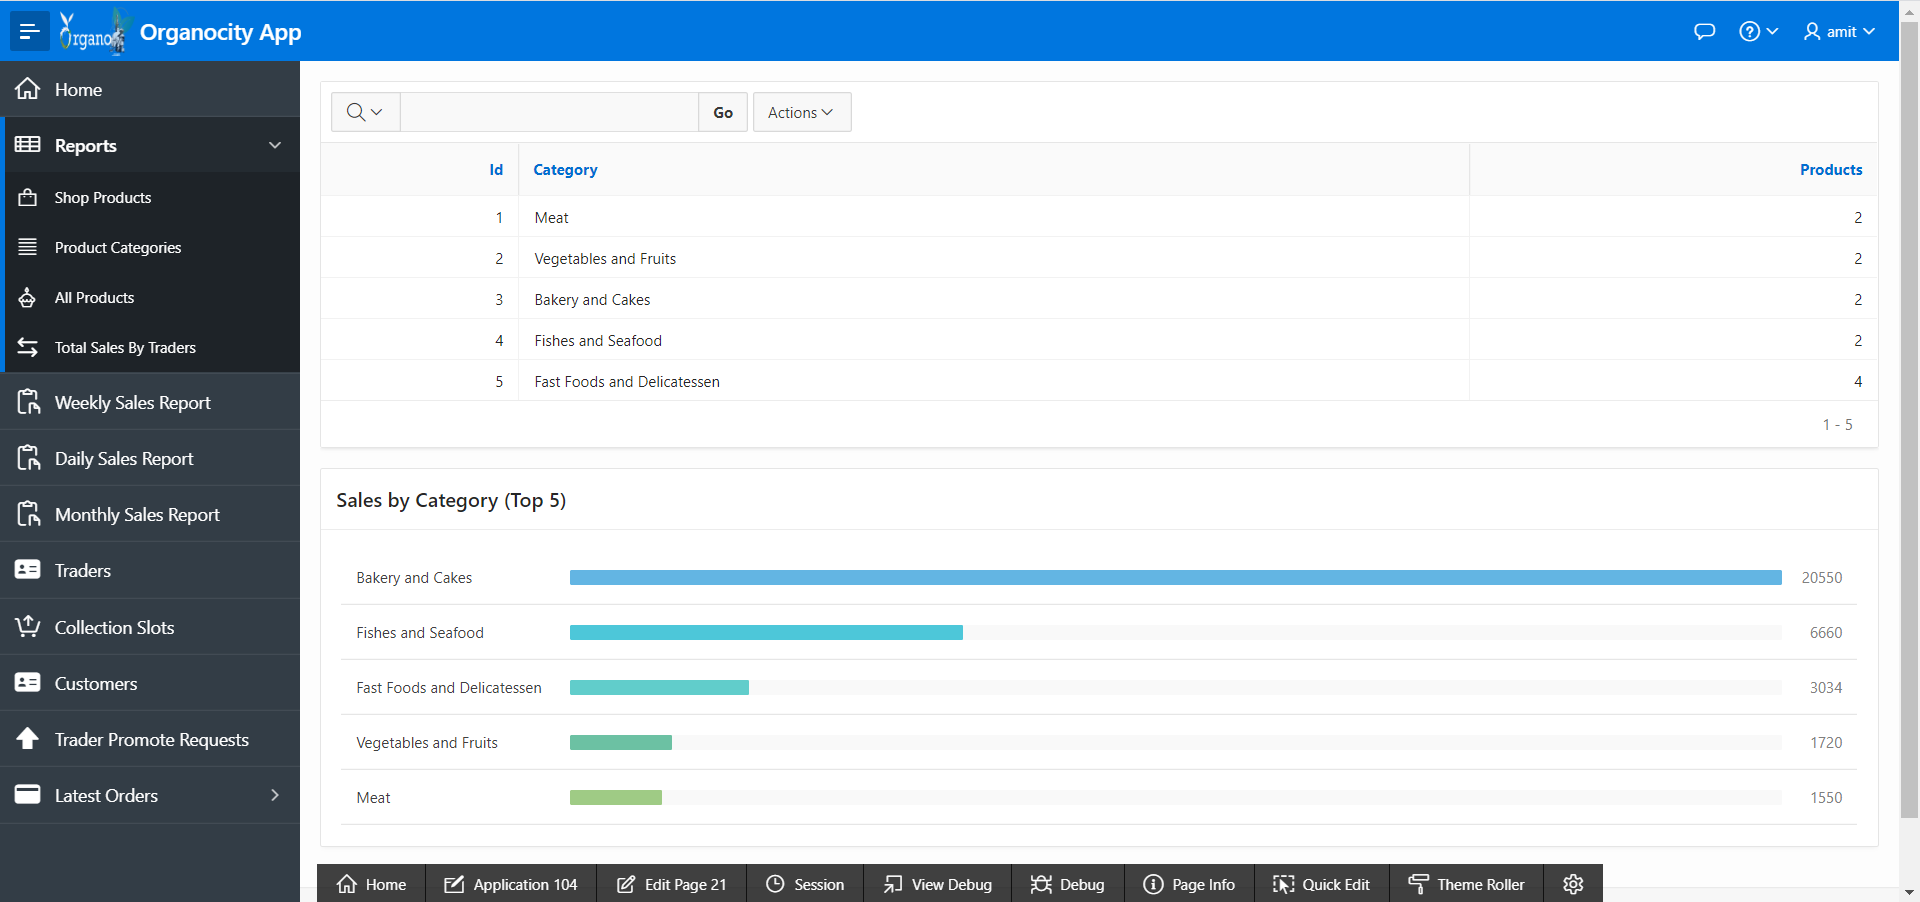 Organo
Organocity App
amit
Home
Reports
Shop Products
Product Categories
All Products
Total Sales By Traders
Weekly Sales Report
Daily Sales Report
Monthly Sales Report
Traders
Collection Slots
Customers
Trader Promote Requests
Latest Orders
Go
Actions
Id Category Products
1 Meat 2
2 Vegetables and Fruits 2
3 Bakery and Cakes 2
4 Fishes and Seafood 2
5 Fast Foods and Delicatessen 4
1 - 5
Sales by Category (Top 5)
Bakery and Cakes 20550
Fishes and Seafood 6660
Fast Foods and Delicatessen 3034
Vegetables and Fruits 1720
Meat 1550
Home Application 104 Edit Page 21 Session View Debug Debug Page Info Quick Edit Theme Roller